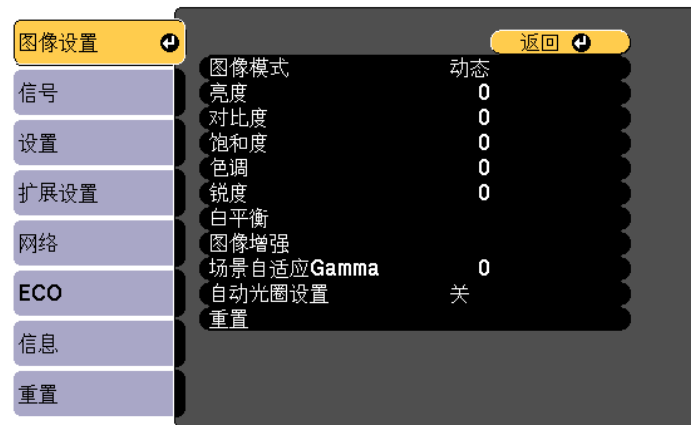 图像设置
信号
设置
扩展设置
网络
ECO
信息
重置
返回
图像模式 动态
亮度 0
对比度 0
饱和度 0
色调 0
锐度 0
白平衡
图像增强
场景自适应Gamma 0
自动光圈设置 关
重置